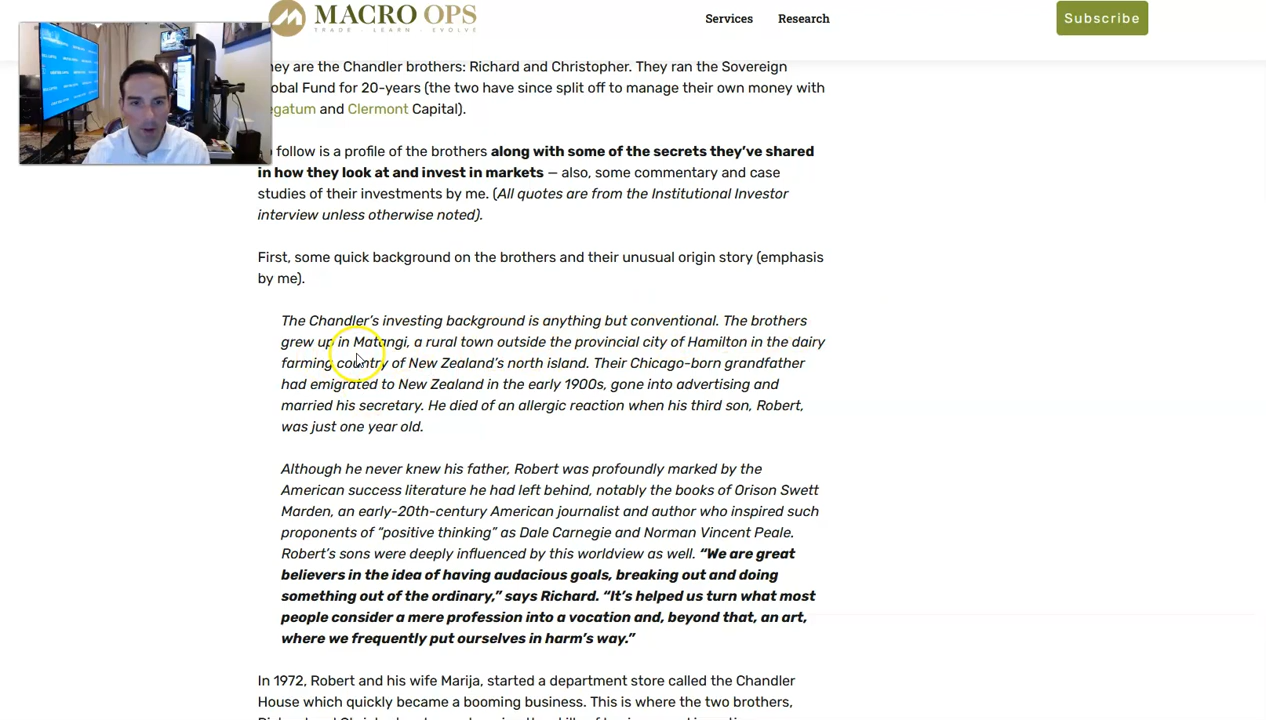 MACRO OPS
TRADE · LEARN · EVOLVE
Services
Research
Subscribe
hey are the Chandler brothers: Richard and Christopher. They ran the Sovereign
obal Fund for 20-years (the two have since split off to manage their own money with
egatum and Clermont Capital).
follow is a profile of the brothers along with some of the secrets they've shared
in how they look at and invest in markets — also, some commentary and case
studies of their investments by me. (All quotes are from the Institutional Investor
interview unless otherwise noted).
First, some quick background on the brothers and their unusual origin story (emphasis
by me).
The Chandler's investing background is anything but conventional. The brothers
grew up in Matangi, a rural town outside the provincial city of Hamilton in the dairy
farming country of New Zealand's north island. Their Chicago-born grandfather
had emigrated to New Zealand in the early 1900s, gone into advertising and
married his secretary. He died of an allergic reaction when his third son, Robert,
was just one year old.
Although he never knew his father, Robert was profoundly marked by the
American success literature he had left behind, notably the books of Orison Swett
Marden, an early-20th-century American journalist and author who inspired such
proponents of "positive thinking" as Dale Carnegie and Norman Vincent Peale.
Robert's sons were deeply influenced by this worldview as well. "We are great
believers in the idea of having audacious goals, breaking out and doing
something out of the ordinary," says Richard. "It's helped us turn what most
people consider a mere profession into a vocation and, beyond that, an art,
where we frequently put ourselves in harm's way."
In 1972, Robert and his wife Marija, started a department store called the Chandler
House which quickly became a booming business. This is where the two brothers,